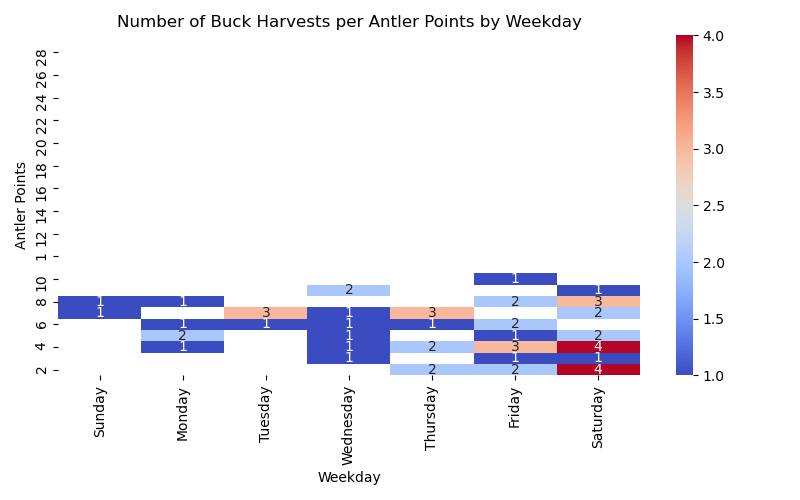 Number of Buck Harvests per Antler Points by Weekday
Antler Points
28
26
24
22
20
18
16
14
12
1
10
8
6
4
2
1
2 1
1 1 2 3
1 3 1 3 2
1 1 1 1 2
2 1 2
1 1 2 3 4
1 1 1
2 2 4
Sunday Monday Tuesday Wednesday Thursday Friday Saturday
Weekday
4.0
3.5
3.0
2.5
2.0
1.5
1.0